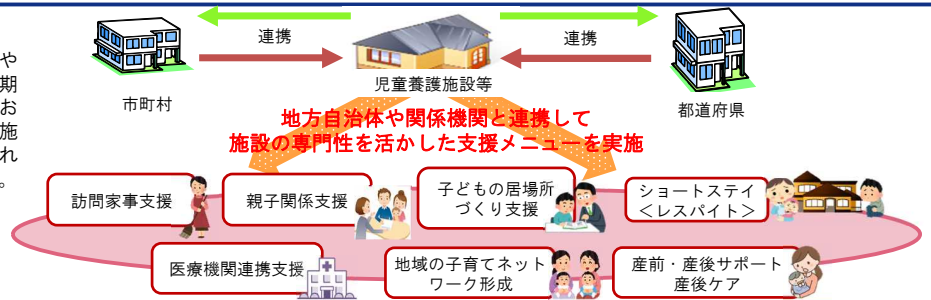 連携
連携
市町村
児童養護施設等
都道府県
や
期
お
施
れ
。
地方自治体や関係機関と連携して
施設の専門性を活かした支援メニューを実施
訪問家事支援
親子関係支援
子どもの居場所
づくり支援
ショートステイ
＜レスパイト＞
医療機関連携支援
地域の子育てネット
ワーク形成
産前・産後サポート
産後ケア